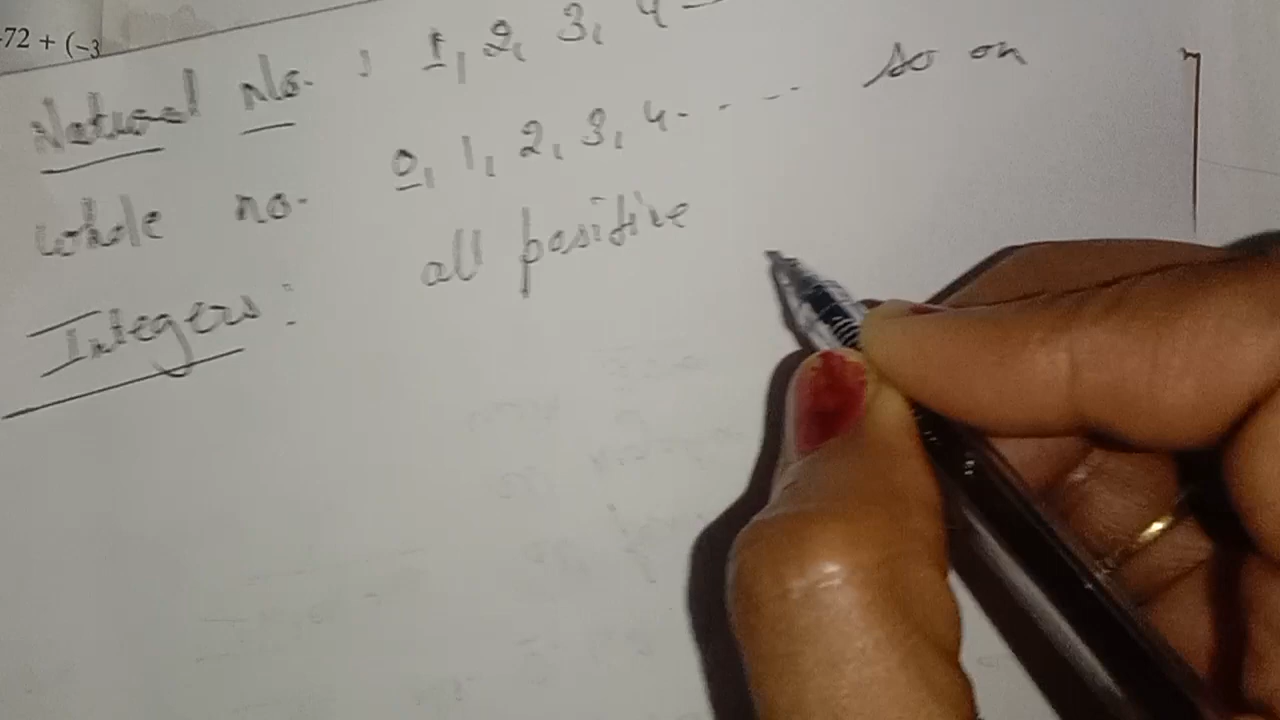 -72 + (-3
Natural No. : 1, 2, 3, 4 -
Whole no. 0, 1, 2, 3, 4. - - - - so on
Integers: all positive